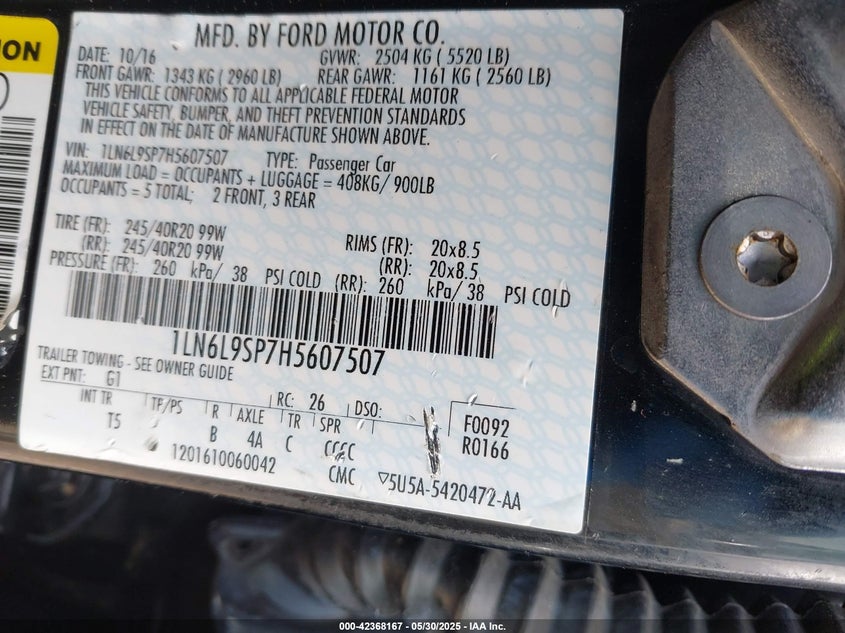 ION
MFD. BY FORD MOTOR CO.
DATE: 10/16 GVWR: 2504 KG ( 5520 LB)
FRONT GAWR: 1343 KG ( 2960 LB) REAR GAWR: 1161 KG ( 2560 LB)
THIS VEHICLE CONFORMS TO ALL APPLICABLE FEDERAL MOTOR
VEHICLE SAFETY, BUMPER, AND THEFT PREVENTION STANDARDS
IN EFFECT ON THE DATE OF MANUFACTURE SHOWN ABOVE.
VIN: 1LN6L9SP7H5607507 TYPE: Passenger Car
MAXIMUM LOAD = OCCUPANTS + LUGGAGE = 408KG/ 900LB
OCCUPANTS = 5 TOTAL; 2 FRONT, 3 REAR
TIRE (FR): 245/40R20 99W RIMS (FR): 20x8.5
(RR): 245/40R20 99W (RR): 20x8.5
PRESSURE (FR): 260 kPa/ 38 PSI COLD (RR): 260 kPa/ 38 PSI COLD
1LN6L9SP7H5607507
TRAILER TOWING - SEE OWNER GUIDE
EXT PNT: G1 RC: 26 DSO:
INT TR TP/PS R AXLE TR SPR F0092
T5 B 4A C CCCC R0166
1201610060042 CMC ▽5U5A-5420472-AA
000-42368167 - 05/30/2025 - IAA Inc.